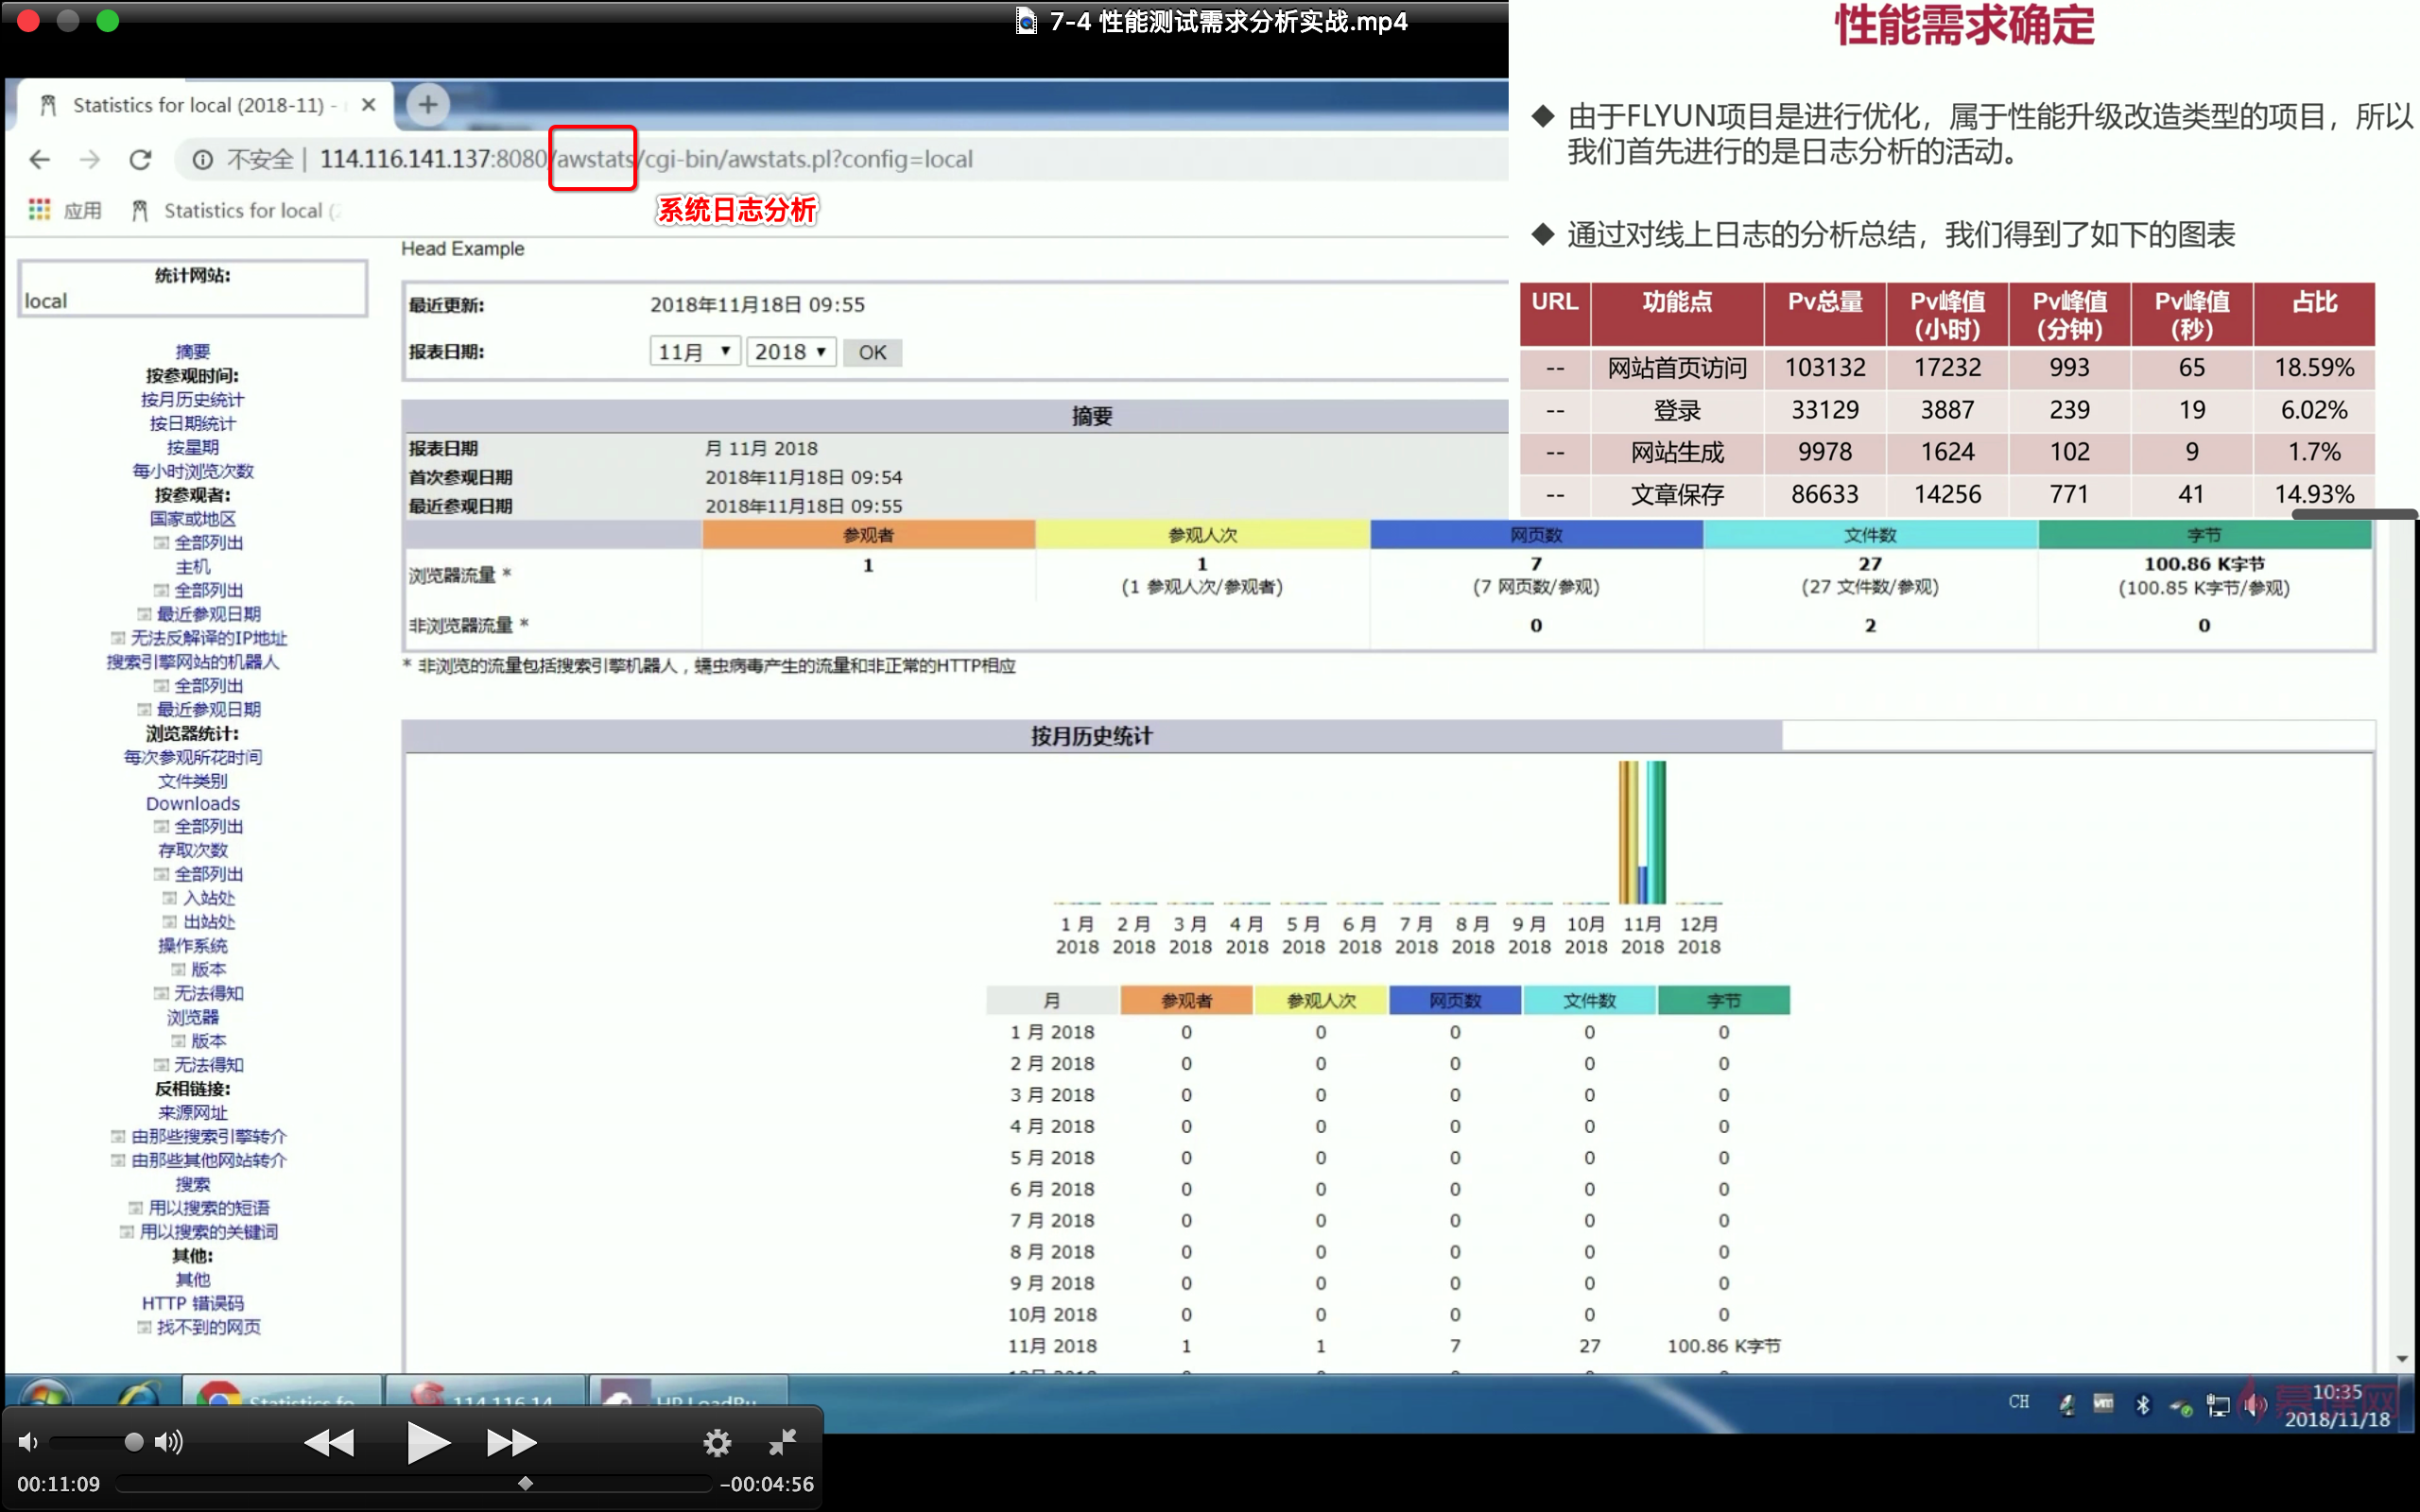 7-4 性能测试需求分析实战.mp4
Statistics for local (2018-11) -
不安全 | 114.116.141.137:8080/awstats/cgi-bin/awstats.pl?config=local
系统日志分析
应用 Statistics for local (
统计网站:
local
摘要
按参观时间:
按月历史统计
按日期统计
按星期
每小时浏览次数
按参观者:
国家或地区
全部列出
主机
全部列出
最近参观日期
无法反解译的IP地址
搜索引擎网站的机器人
全部列出
最近参观日期
浏览器统计:
每次参观所花时间
文件类别
Downloads
全部列出
存取次数
全部列出
入站处
出站处
操作系统
版本
无法得知
浏览器
版本
无法得知
反相链接:
来源网址
由那些搜索引擎转介
由那些其他网站转介
搜索
用以搜索的短语
用以搜索的关键词
其他:
其他
HTTP 错误码
找不到的网页
Head Example
最近更新: 2018年11月18日 09:55
报表日期: 11月 2018 OK
摘要
报表日期 月 11月 2018
首次参观日期 2018年11月18日 09:54
最近参观日期 2018年11月18日 09:55
参观者 参观人次 网页数 文件数 字节
浏览器流量 * 1 1 7 27 100.86 K字节
(1 参观人次/参观者) (7 网页数/参观) (27 文件数/参观) (100.85 K字节/参观)
非浏览器流量 * 0 2 0
* 非浏览的流量包括搜索引擎机器人，蠕虫病毒产生的流量和非正常的HTTP相应
按月历史统计
1 月 2 月 3 月 4 月 5 月 6 月 7 月 8 月 9 月 10月 11月 12月
2018 2018 2018 2018 2018 2018 2018 2018 2018 2018 2018 2018
月 参观者 参观人次 网页数 文件数 字节
1 月 2018 0 0 0 0 0
2 月 2018 0 0 0 0 0
3 月 2018 0 0 0 0 0
4 月 2018 0 0 0 0 0
5 月 2018 0 0 0 0 0
6 月 2018 0 0 0 0 0
7 月 2018 0 0 0 0 0
8 月 2018 0 0 0 0 0
9 月 2018 0 0 0 0 0
10月 2018 0 0 0 0 0
11月 2018 1 1 7 27 100.86 K字节
性能需求确定
◆ 由于FLYUN项目是进行优化，属于性能升级改造类型的项目，所以
我们首先进行的是日志分析的活动。
◆ 通过对线上日志的分析总结，我们得到了如下的图表
URL 功能点 Pv总量 Pv峰值 Pv峰值 Pv峰值 占比
(小时) (分钟) (秒)
-- 网站首页访问 103132 17232 993 65 18.59%
-- 登录 33129 3887 239 19 6.02%
-- 网站生成 9978 1624 102 9 1.7%
-- 文章保存 86633 14256 771 41 14.93%
CH
10:35
2018/11/18
00:11:09 -00:04:56